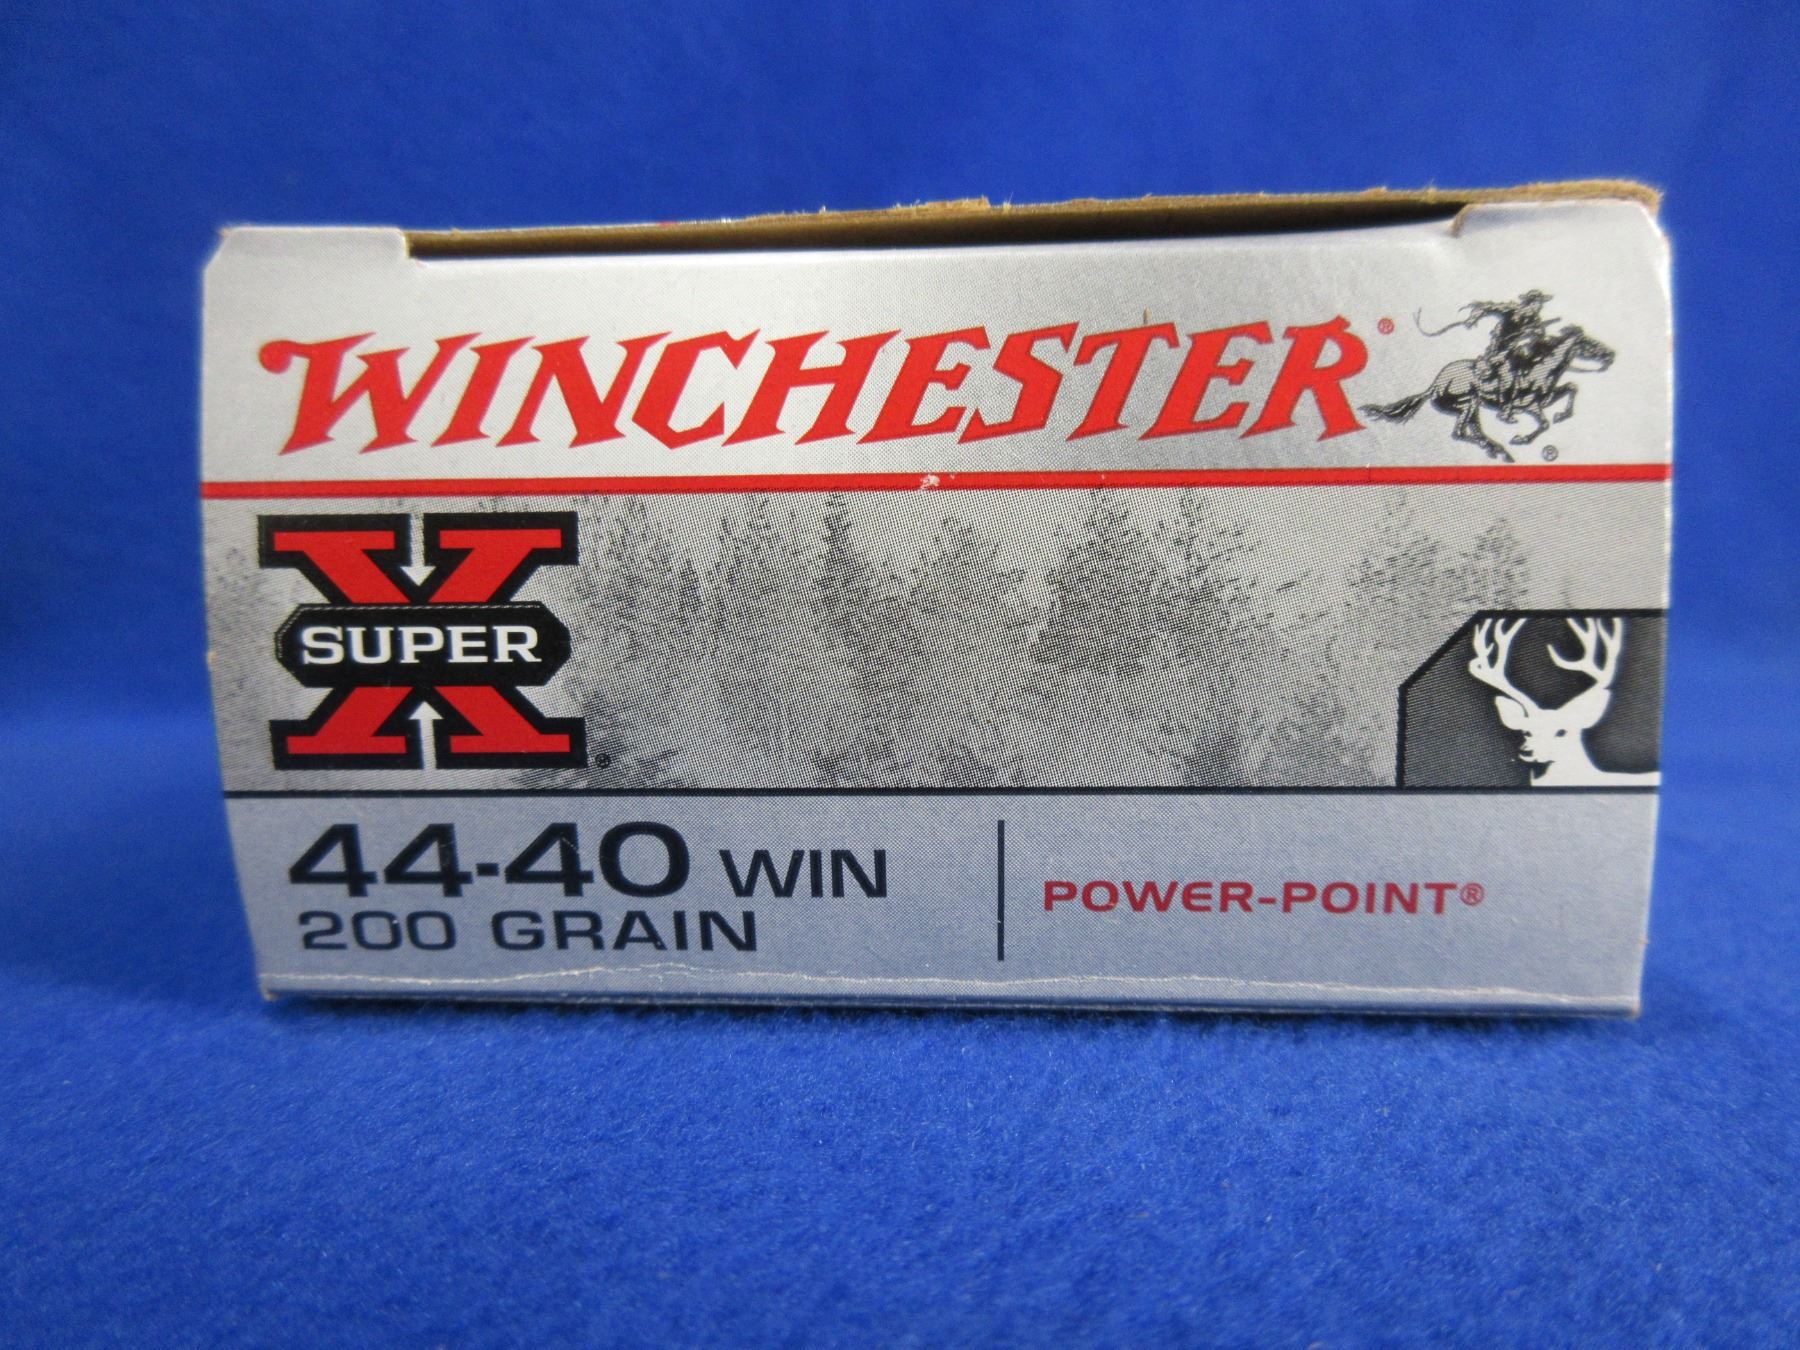 WINCHESTER®
®
SUPER X®
44-40 WIN
200 GRAIN
POWER-POINT®